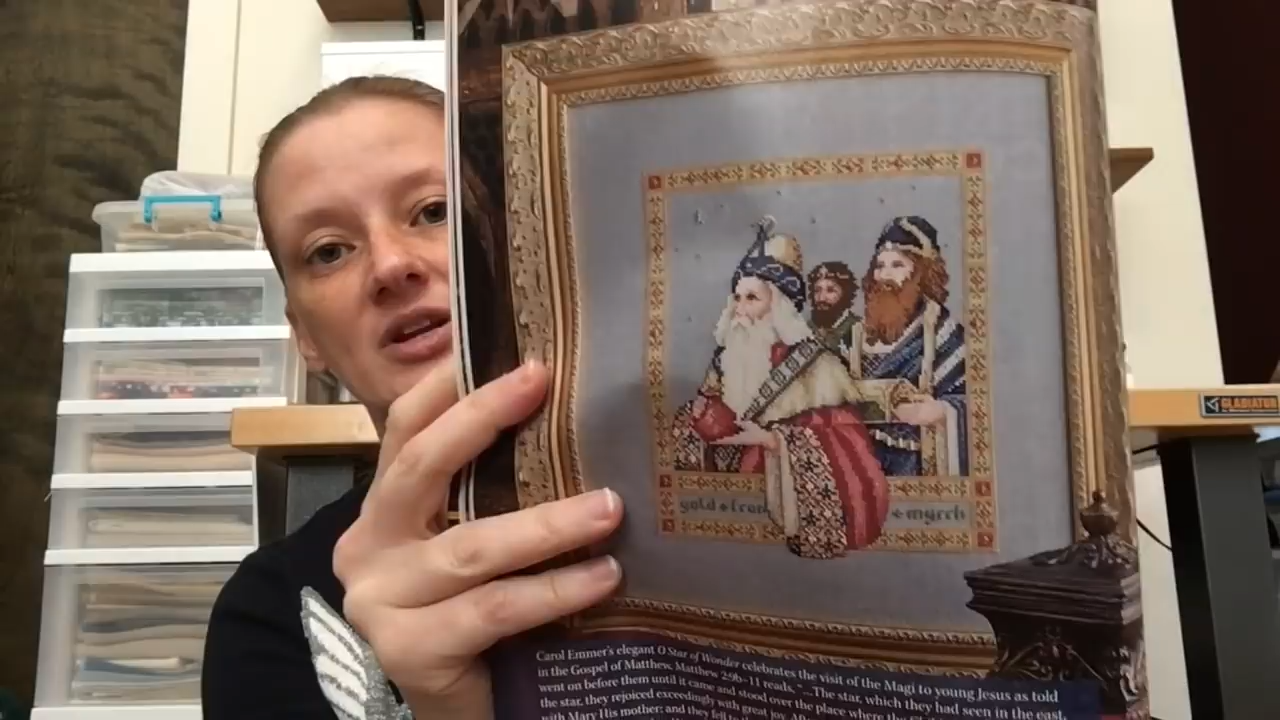 GLADIATOR
gold + fran
+ myrrh
Carol Emmer's elegant O Star of Wonder celebrates the visit of the Magi to young Jesus as told
in the Gospel of Matthew. Matthew 2:9b–11 reads, "...The star, which they had seen in the east,
went on before them until it came and stood over the place where the
the star, they rejoiced exceedingly with great joy.
with Mary His mother; and they fell to